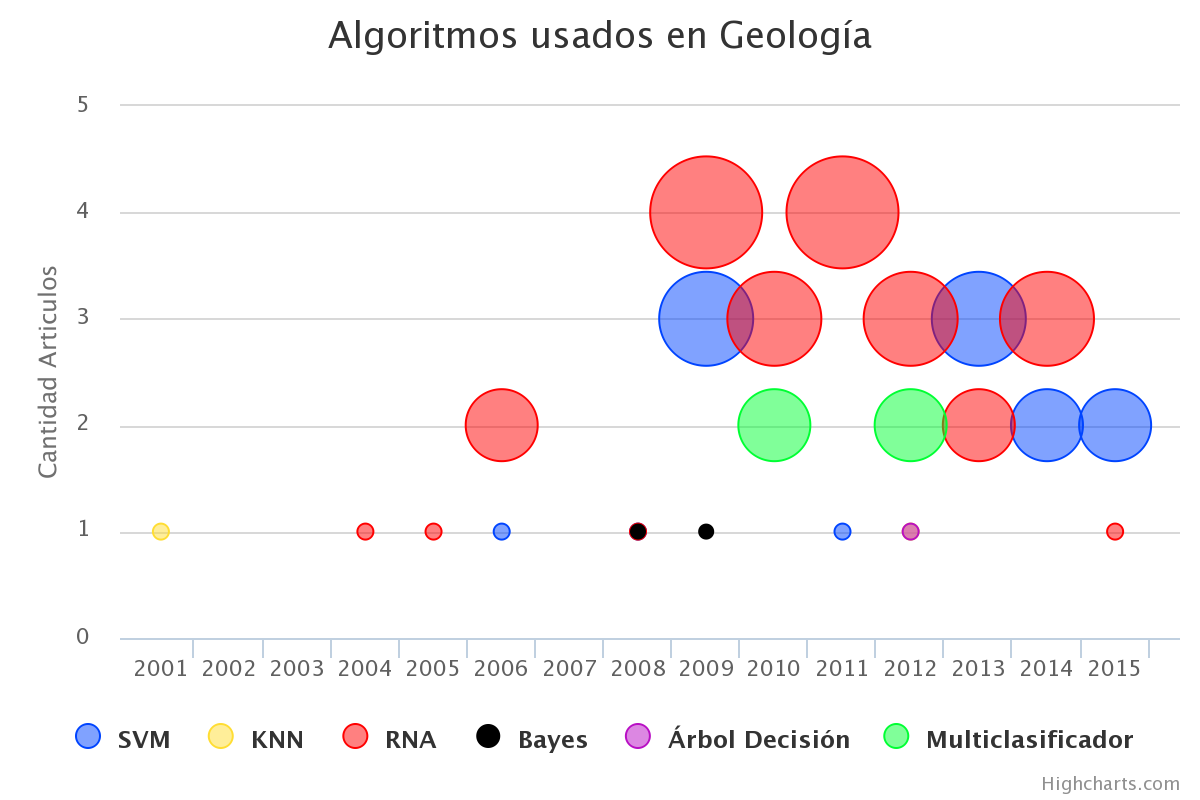 Algoritmos usados en Geología
Cantidad Articulos
5
4
3
2
1
0
2001 2002 2003 2004 2005 2006 2007 2008 2009 2010 2011 2012 2013 2014 2015
SVM KNN RNA Bayes Árbol Decisión Multiclasificador
Highcharts.com